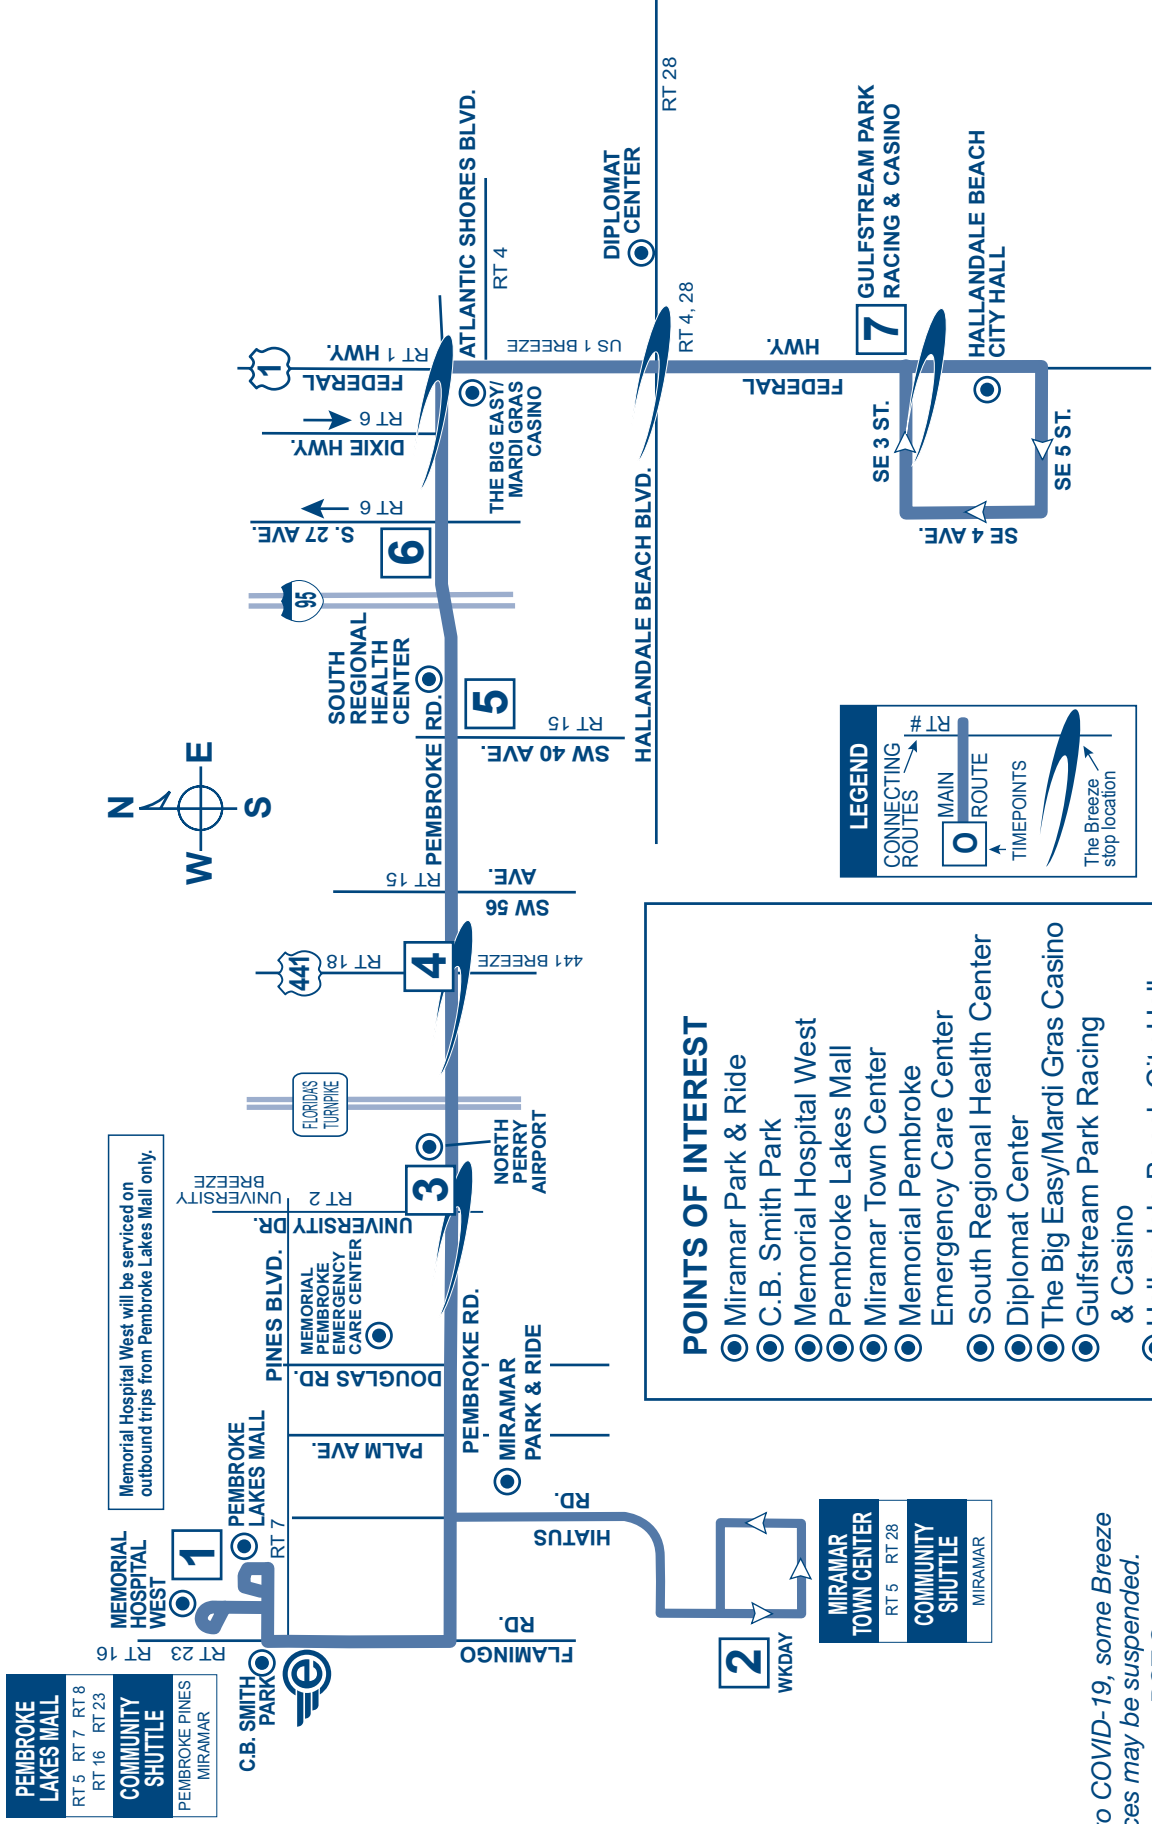 PEMBROKE
LAKES MALL
RT 5 RT 7 RT 8
RT 16 RT 23
COMMUNITY
SHUTTLE
PEMBROKE PINES
MIRAMAR
Memorial Hospital West will be serviced on
outbound trips from Pembroke Lakes Mall only.
MEMORIAL
HOSPITAL
WEST
1
PEMBROKE
LAKES MALL
RT 7
RT 16
RT 23
C.B. SMITH
PARK
e
FLAMINGO
RD.
HIATUS
RD.
2
WKDAY
MIRAMAR
TOWN CENTER
RT 5 RT 28
COMMUNITY
SHUTTLE
MIRAMAR
PALM AVE.
MIRAMAR
PARK & RIDE
PEMBROKE RD.
DOUGLAS RD.
PINES BLVD.
MEMORIAL
PEMBROKE
EMERGENCY
CARE CENTER
UNIVERSITY DR.
RT 2
UNIVERSITY
BREEZE
3
NORTH
PERRY
AIRPORT
FLORIDA'S
TURNPIKE
441
RT 18
4
441 BREEZE
SW 56
AVE.
RT 15
PEMBROKE RD.
N
W
E
S
SW 40 AVE.
RT 15
5
SOUTH
REGIONAL
HEALTH
CENTER
95
6
S. 27 AVE.
RT 6
DIXIE HWY.
RT 6
1
FEDERAL
HWY.
RT 1
THE BIG EASY/
MARDI GRAS
CASINO
ATLANTIC SHORES BLVD.
RT 4
US 1 BREEZE
HALLANDALE BEACH BLVD.
DIPLOMAT
CENTER
RT 28
RT 4, 28
FEDERAL
HWY.
7
GULFSTREAM PARK
RACING & CASINO
SE 3 ST.
SE 4 AVE.
SE 5 ST.
HALLANDALE BEACH
CITY HALL
LEGEND
CONNECTING
ROUTES
RT #
0
MAIN
ROUTE
TIMEPOINTS
The Breeze
stop location
POINTS OF INTEREST
Miramar Park & Ride
C.B. Smith Park
Memorial Hospital West
Pembroke Lakes Mall
Miramar Town Center
Memorial Pembroke
Emergency Care Center
South Regional Health Center
Diplomat Center
The Big Easy/Mardi Gras Casino
Gulfstream Park Racing
& Casino
to COVID-19, some Breeze
ces may be suspended.